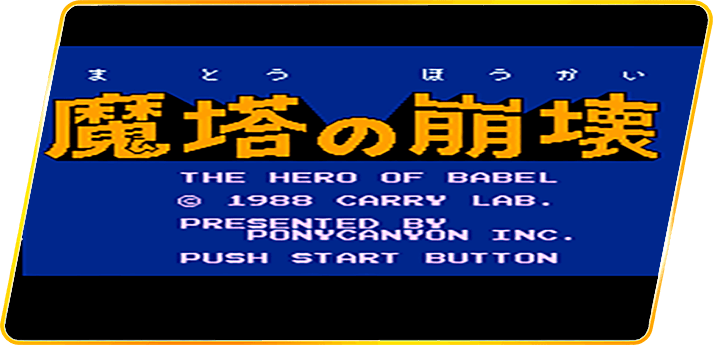 まとう ほうかい
魔塔の崩壊
THE HERO OF BABEL
© 1988 CARRY LAB.
PRESENTED BY
PONYCANYON INC.
PUSH START BUTTON